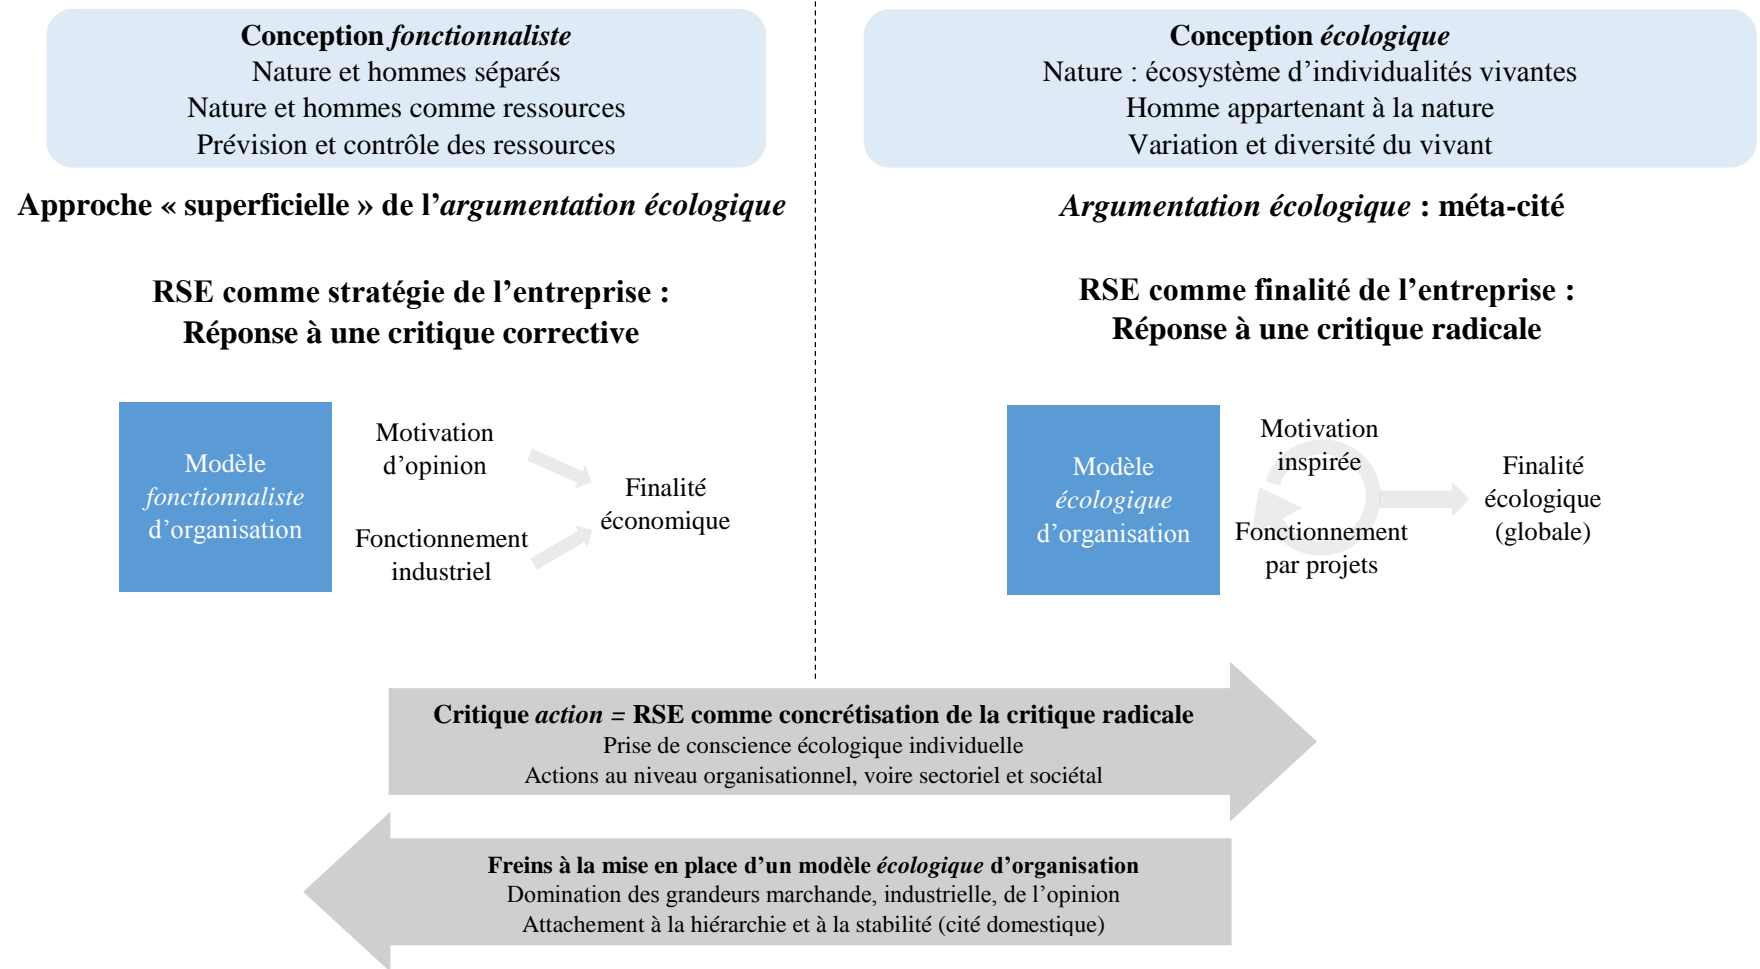 Conception fonctionnaliste
Nature et hommes séparés
Nature et hommes comme ressources
Prévision et contrôle des ressources
Approche « superficielle » de l’argumentation écologique
RSE comme stratégie de l’entreprise :
Réponse à une critique corrective
Modèle
fonctionnaliste
d’organisation
Motivation
d’opinion
Fonctionnement
industriel
Finalité
économique
Conception écologique
Nature : écosystème d’individualités vivantes
Homme appartenant à la nature
Variation et diversité du vivant
Argumentation écologique : méta-cité
RSE comme finalité de l’entreprise :
Réponse à une critique radicale
Modèle
écologique
d’organisation
Motivation
inspirée
Fonctionnement
par projets
Finalité
écologique
(globale)
Critique action = RSE comme concrétisation de la critique radicale
Prise de conscience écologique individuelle
Actions au niveau organisationnel, voire sectoriel et sociétal
Freins à la mise en place d’un modèle écologique d’organisation
Domination des grandeurs marchande, industrielle, de l’opinion
Attachement à la hiérarchie et à la stabilité (cité domestique)